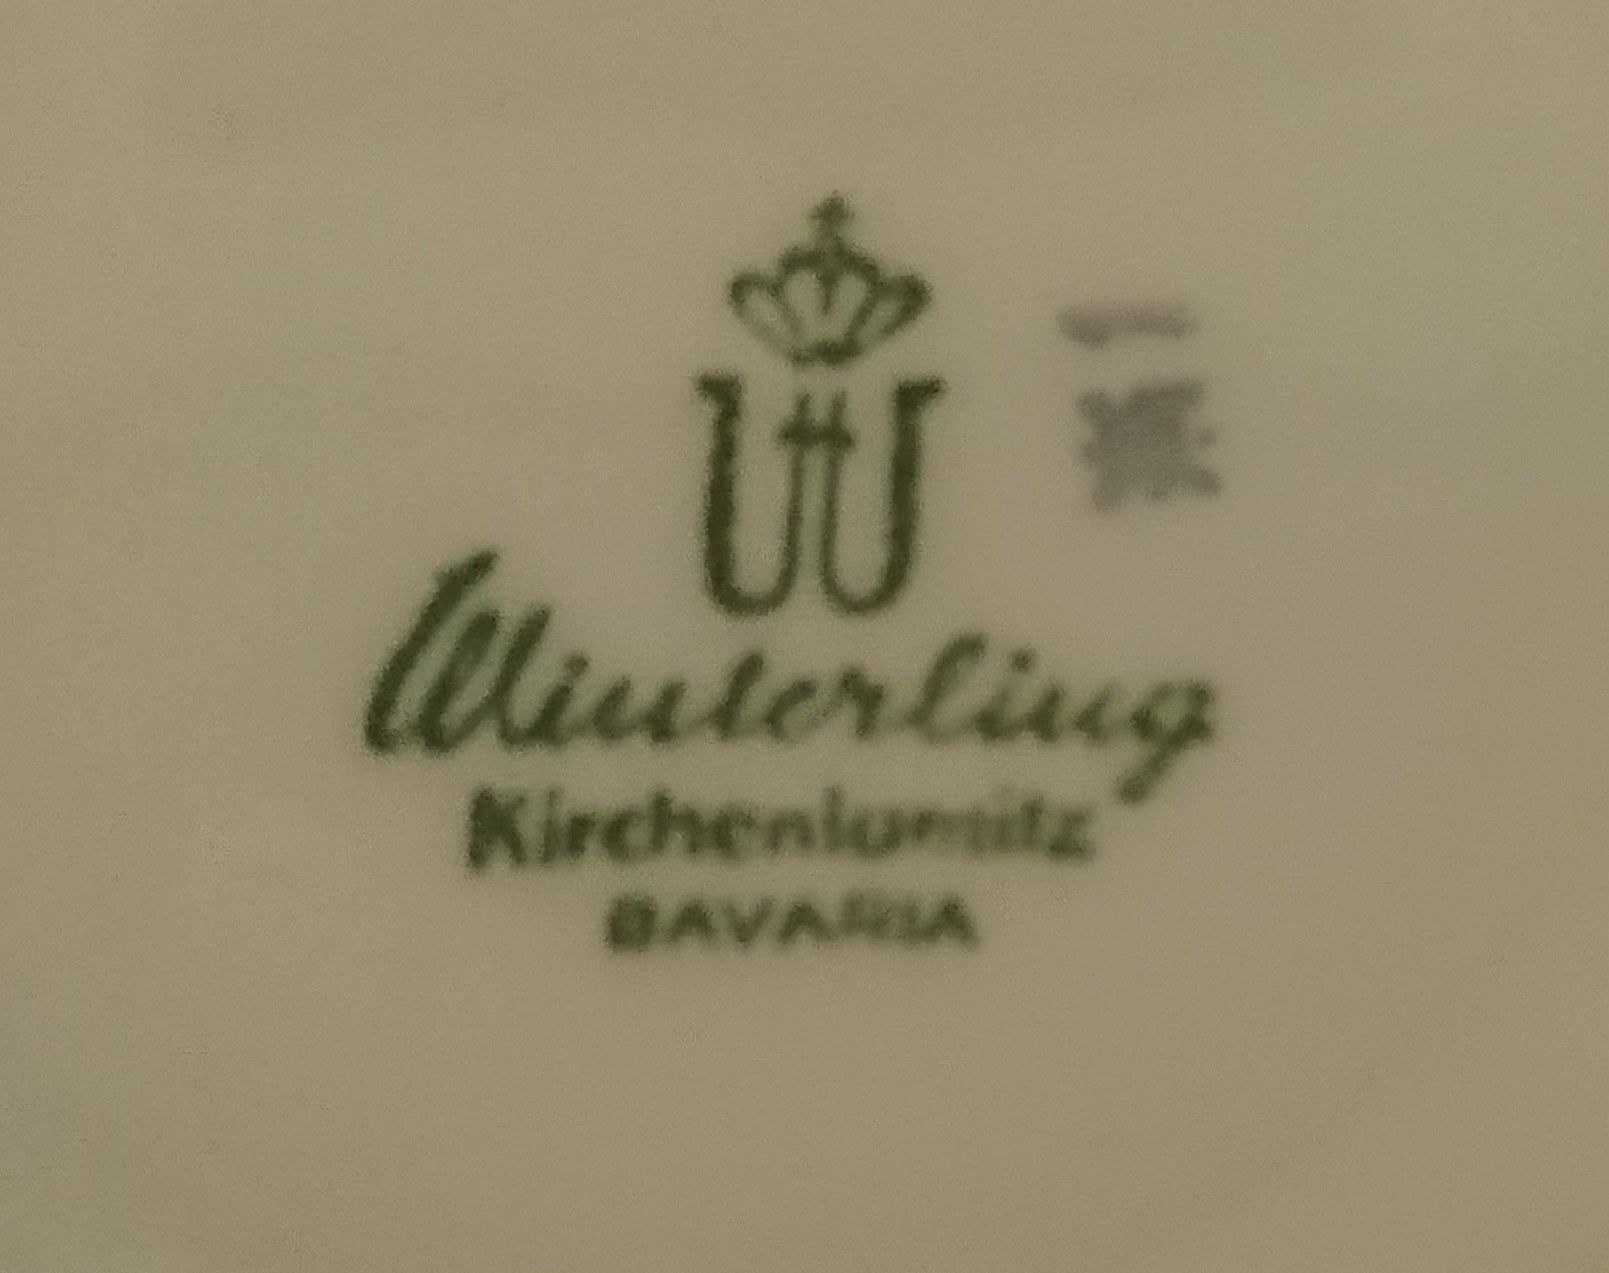 W
Winterling
Kirchenlamitz
BAVARIA